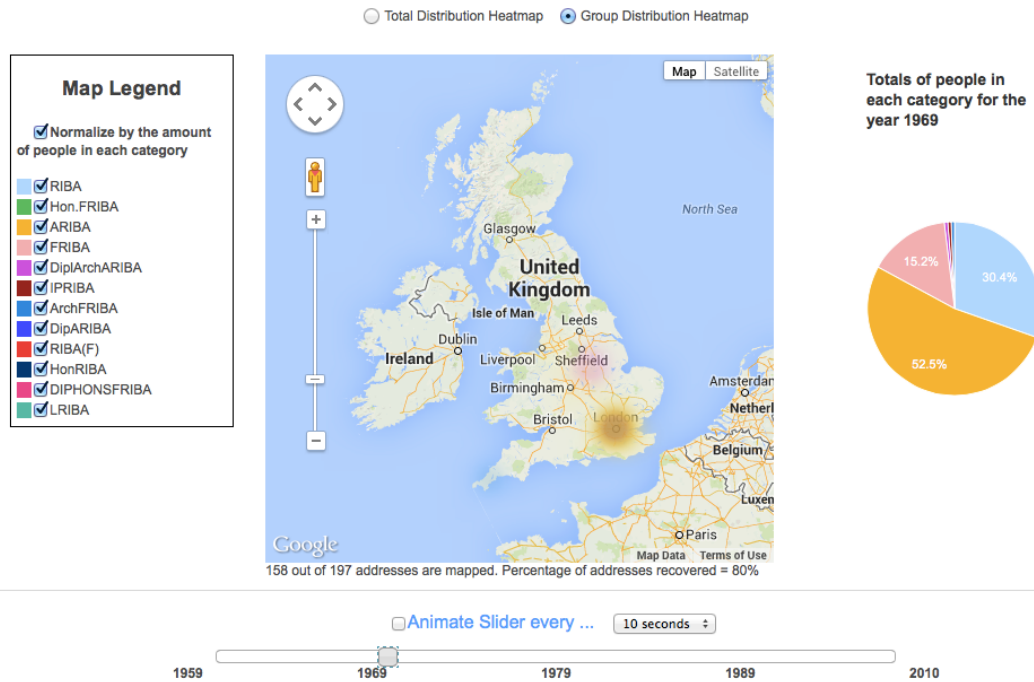 Total Distribution Heatmap Group Distribution Heatmap
Map Legend
Normalize by the amount
of people in each category
RIBA
Hon.FRIBA
ARIBA
FRIBA
DiplArchARIBA
IPRIBA
ArchFRIBA
DipARIBA
RIBA(F)
HonRIBA
DIPHONSFRIBA
LRIBA
Map Satellite
North Sea
Glasgow
United
Kingdom
Isle of Man
Leeds
Dublin
Ireland
Liverpool
Sheffield
Birmingham
Amsterdam
Netherl
Bristol
London
Belgium
Luxen
Paris
Google
Map Data Terms of Use
158 out of 197 addresses are mapped. Percentage of addresses recovered = 80%
Totals of people in
each category for the
year 1969
15.2%
30.4%
52.5%
Animate Slider every ... 10 seconds
1959 1969 1979 1989 2010